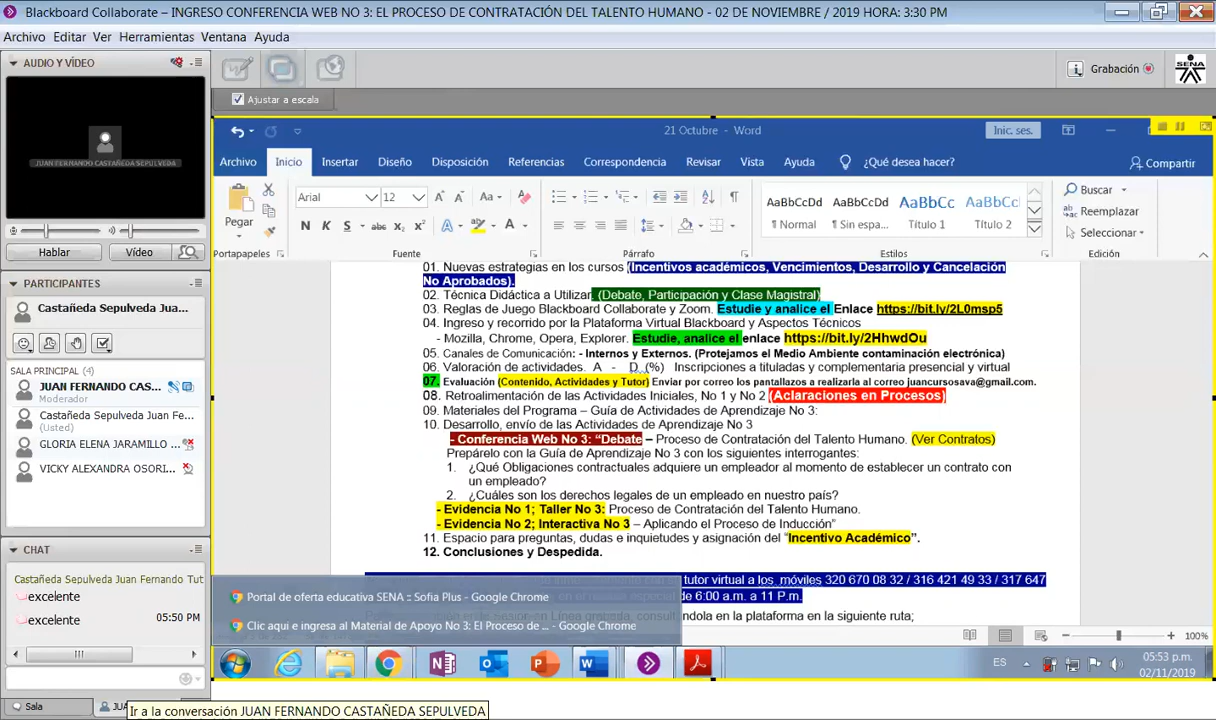 Blackboard Collaborate – INGRESO CONFERENCIA WEB NO 3: EL PROCESO DE CONTRATACIÓN DEL TALENTO HUMANO - 02 DE NOVIEMBRE / 2019 HORA: 3:30 PM
Archivo Editar Ver Herramientas Ventana Ayuda
AUDIO Y VÍDEO
JUAN FERNANDO CASTAÑEDA SEPULVEDA
Hablar Vídeo
PARTICIPANTES
Castañeda Sepulveda Jua...
SALA PRINCIPAL (4)
JUAN FERNANDO CAS...
Moderador
Castañeda Sepulveda Juan Fe...
(Usted)
GLORIA ELENA JARAMILLO ...
VICKY ALEXANDRA OSORI...
CHAT
Castañeda Sepulveda Juan Fernando Tut
excelente
excelente 05:50 PM
Sala JUA
Ir a la conversación JUAN FERNANDO CASTAÑEDA SEPULVEDA
Grabación
SENA
Ajustar a escala
21 Octubre - Word
Inic. ses.
Archivo Inicio Insertar Diseño Disposición Referencias Correspondencia Revisar Vista Ayuda ¿Qué desea hacer? Compartir
Pegar
Arial 12
N K S abc x₂ x²
AaBbCcDd AaBbCcDd AaBbCc AaBbCc
¶ Normal ¶ Sin espa... Título 1 Título 2
Buscar
Reemplazar
Seleccionar
Portapapeles Fuente Párrafo Estilos Edición
01. Nuevas estrategias en los cursos (Incentivos académicos, Vencimientos, Desarrollo y Cancelación
No Aprobados).
02. Técnica Didáctica a Utilizar. (Debate, Participación y Clase Magistral)
03. Reglas de Juego Blackboard Collaborate y Zoom. Estudie y analice el Enlace https://bit.ly/2L0msp5
04. Ingreso y recorrido por la Plataforma Virtual Blackboard y Aspectos Técnicos
- Mozilla, Chrome, Opera, Explorer. Estudie, analice el enlace https://bit.ly/2HhwdOu
05. Canales de Comunicación: - Internos y Externos. (Protejamos el Medio Ambiente contaminación electrónica)
06. Valoración de actividades. A - D (%) Inscripciones a tituladas y complementaria presencial y virtual
07. Evaluación (Contenido, Actividades y Tutor) Enviar por correo los pantallazos a realizarla al correo juancursosava@gmail.com.
08. Retroalimentación de las Actividades Iniciales, No 1 y No 2 (Aclaraciones en Procesos)
09. Materiales del Programa – Guía de Actividades de Aprendizaje No 3:
10. Desarrollo, envío de las Actividades de Aprendizaje No 3
- Conferencia Web No 3: “Debate – Proceso de Contratación del Talento Humano. (Ver Contratos)
Prepárelo con la Guía de Aprendizaje No 3 con los siguientes interrogantes:
1. ¿Qué Obligaciones contractuales adquiere un empleador al momento de establecer un contrato con
un empleado?
2. ¿Cuáles son los derechos legales de un empleado en nuestro país?
- Evidencia No 1; Taller No 3: Proceso de Contratación del Talento Humano.
- Evidencia No 2; Interactiva No 3 – Aplicando el Proceso de Inducción”
11. Espacio para preguntas, dudas e inquietudes y asignación del “Incentivo Académico”.
12. Conclusiones y Despedida.
tutor virtual a los móviles 320 670 08 32 / 316 421 49 33 / 317 647
de 6:00 a.m. a 11 P.m.
consultándola en la plataforma en la siguiente ruta;
Portal de oferta educativa SENA :: Sofia Plus - Google Chrome
Clic aqui e ingresa al Material de Apoyo No 3: El Proceso de ... - Google Chrome
100%
ES 05:53 p.m.
02/11/2019